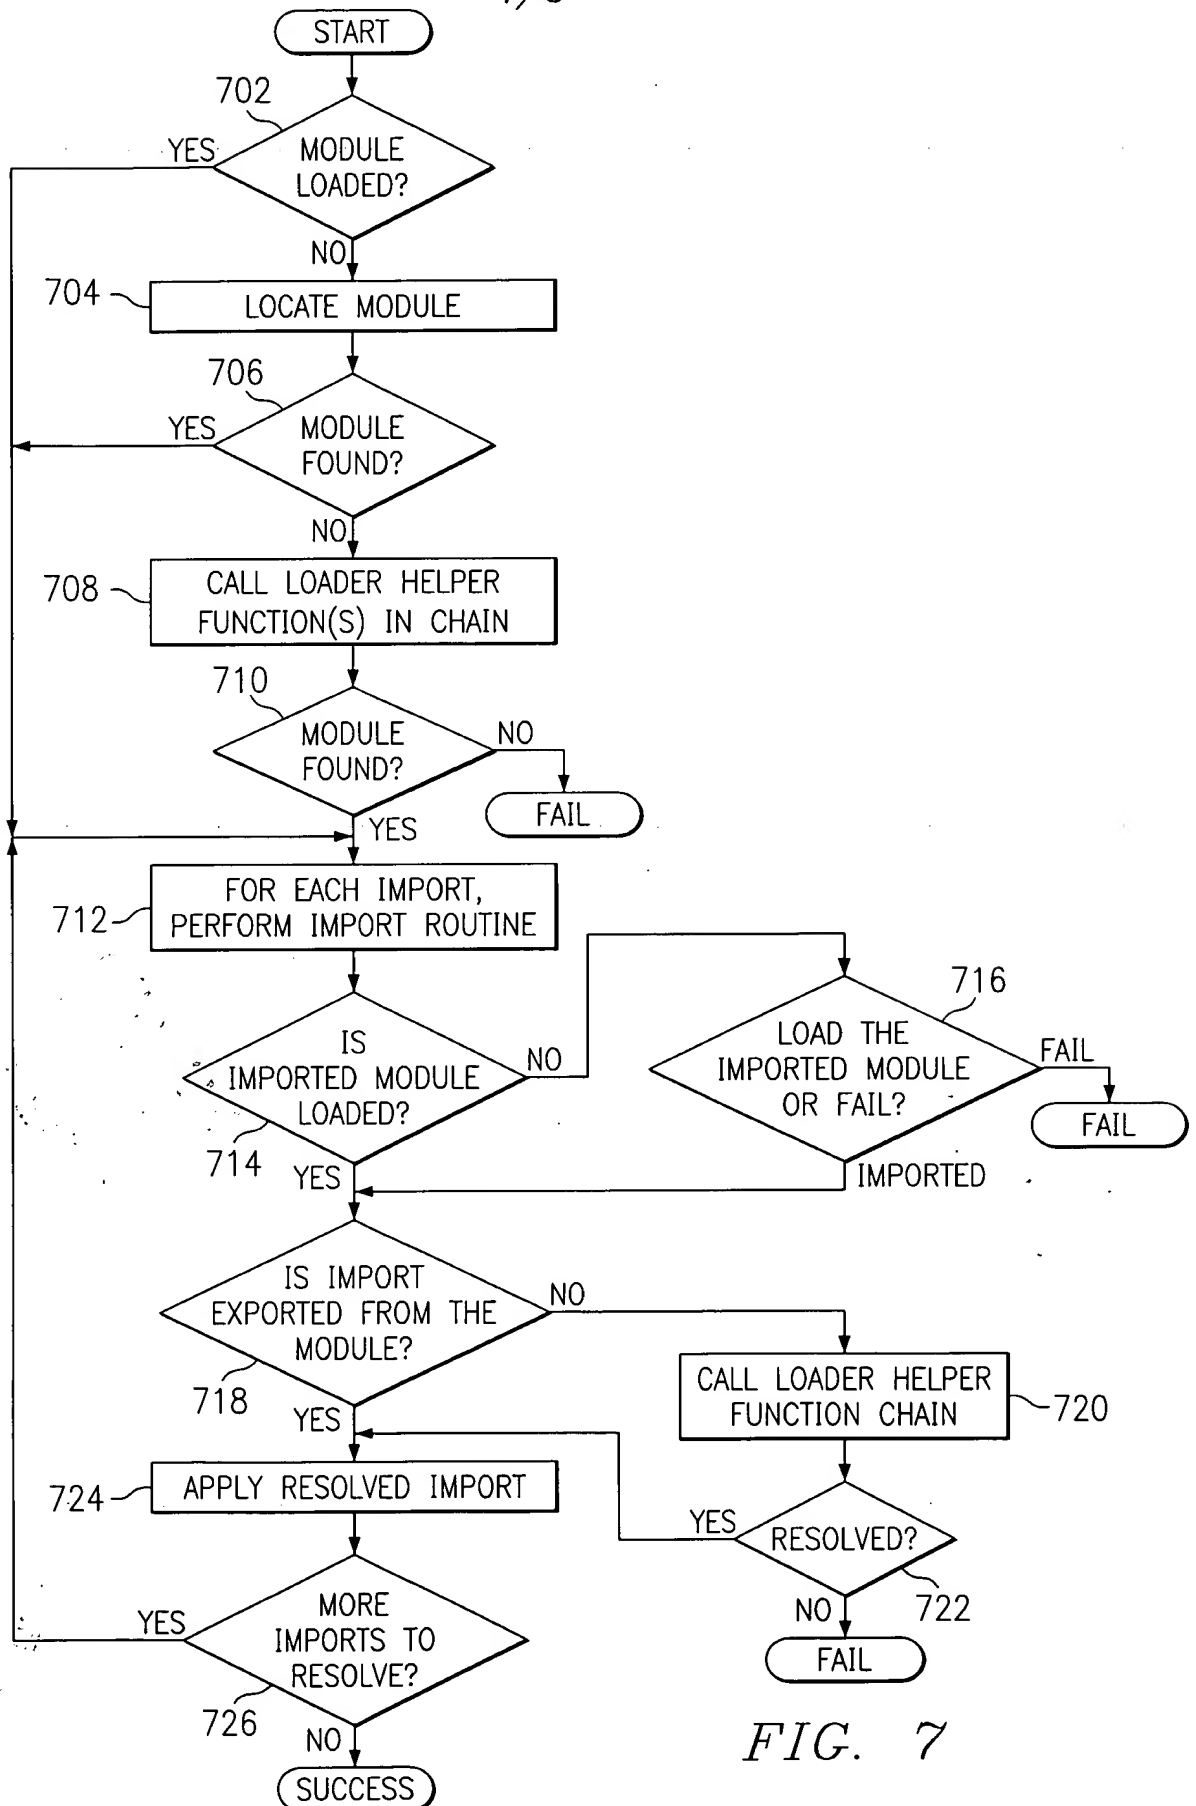 START
702
YES
MODULE
LOADED?
NO
704
LOCATE MODULE
706
YES
MODULE
FOUND?
NO
708
CALL LOADER HELPER
FUNCTION(S) IN CHAIN
710
MODULE
FOUND?
NO
FAIL
YES
712
FOR EACH IMPORT,
PERFORM IMPORT ROUTINE
IS
IMPORTED MODULE
LOADED?
NO
714
YES
716
LOAD THE
IMPORTED MODULE
OR FAIL?
FAIL
FAIL
IMPORTED
IS IMPORT
EXPORTED FROM THE
MODULE?
NO
718
YES
CALL LOADER HELPER
FUNCTION CHAIN
720
724
APPLY RESOLVED IMPORT
YES
RESOLVED?
722
NO
FAIL
YES
MORE
IMPORTS TO
RESOLVE?
726
NO
SUCCESS
FIG. 7